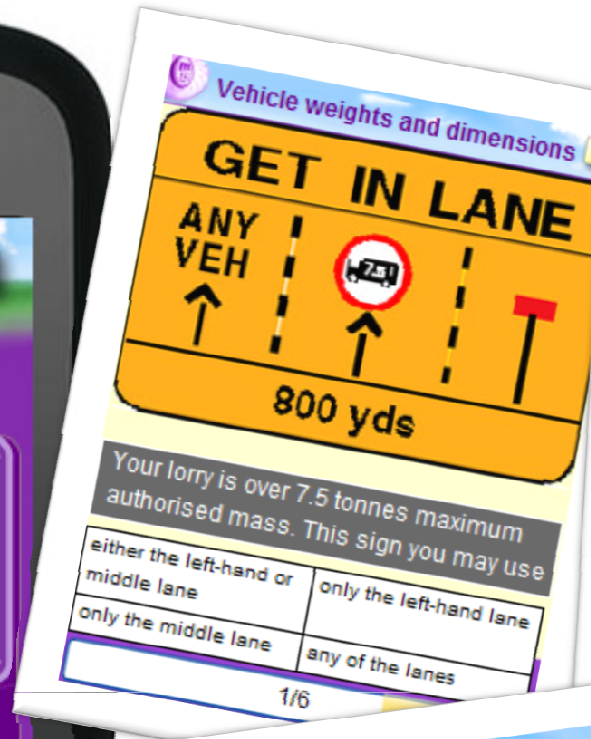 Vehicle weights and dimensions
GET IN LANE
ANY
VEH
7.5t
800 yds
Your lorry is over 7.5 tonnes maximum
authorised mass. This sign you may use
either the left-hand or
middle lane
only the left-hand lane
only the middle lane
any of the lanes
1/6